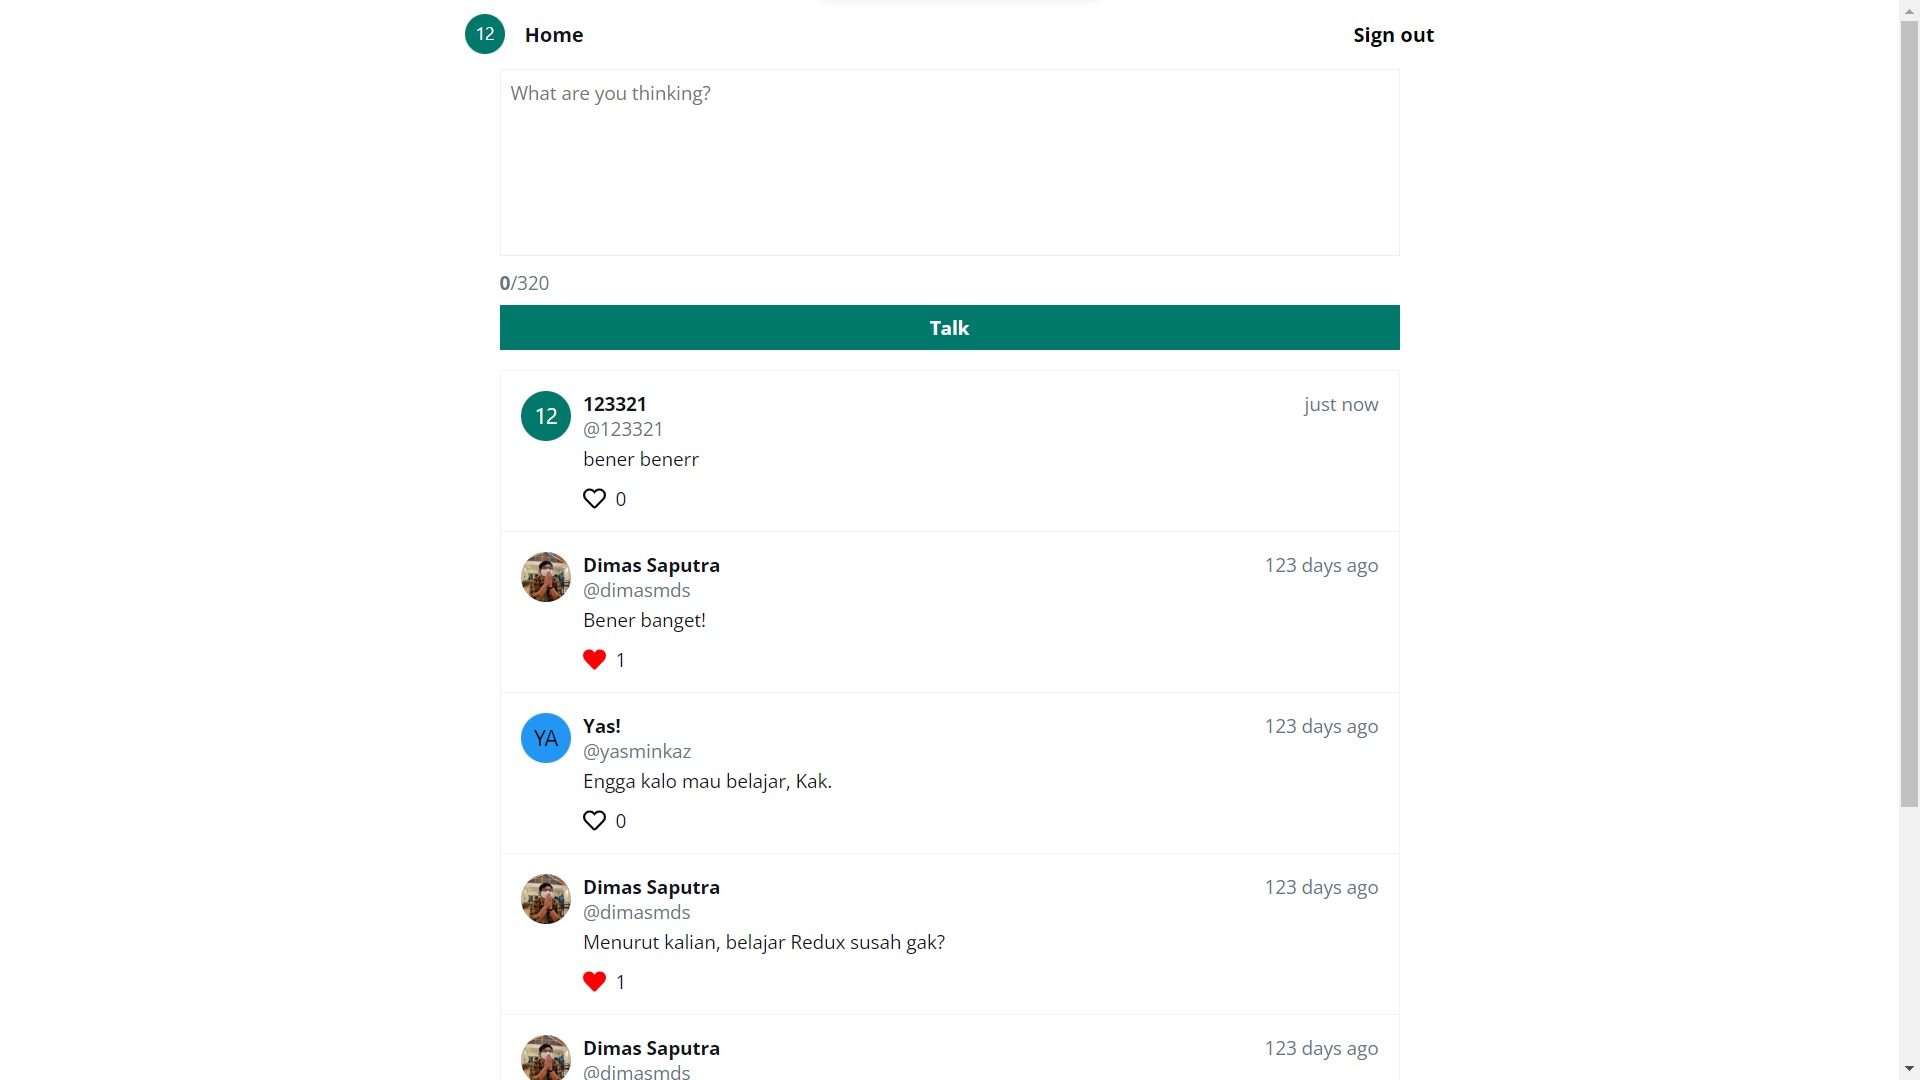 12 Home Sign out
What are you thinking?
0/320
Talk
12 123321 just now
@123321
bener benerr
0
Dimas Saputra 123 days ago
@dimasmds
Bener banget!
1
YA Yas! 123 days ago
@yasminkaz
Engga kalo mau belajar, Kak.
0
Dimas Saputra 123 days ago
@dimasmds
Menurut kalian, belajar Redux susah gak?
1
Dimas Saputra 123 days ago
@dimasmds